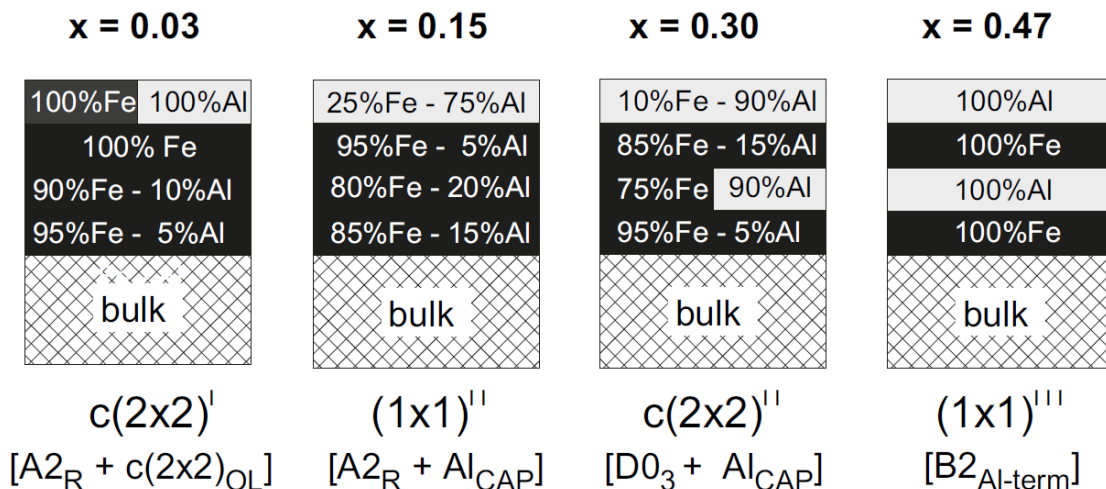 x = 0.03
x = 0.15
x = 0.30
x = 0.47
100%Fe 100%Al
100% Fe
90%Fe - 10%Al
95%Fe - 5%Al
bulk
25%Fe - 75%Al
95%Fe - 5%Al
80%Fe - 20%Al
85%Fe - 15%Al
bulk
10%Fe - 90%Al
85%Fe - 15%Al
75%Fe 90%Al
95%Fe - 5%Al
bulk
100%Al
100%Fe
100%Al
100%Fe
bulk
c(2x2)ᴵ
[A2R + c(2x2)OL]
(1x1)ᴵᴵ
[A2R + AlCAP]
c(2x2)ᴵᴵ
[D03 + AlCAP]
(1x1)ᴵᴵᴵ
[B2Al-term]